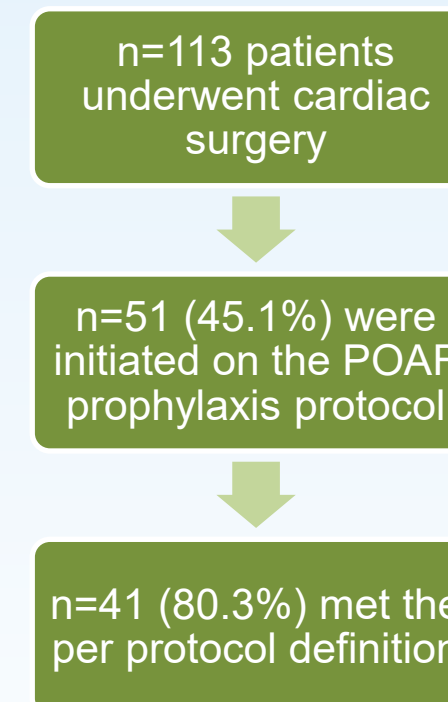 n=113 patients
underwent cardiac
surgery
n=51 (45.1%) were
initiated on the POAF
prophylaxis protocol
n=41 (80.3%) met the
per protocol definition